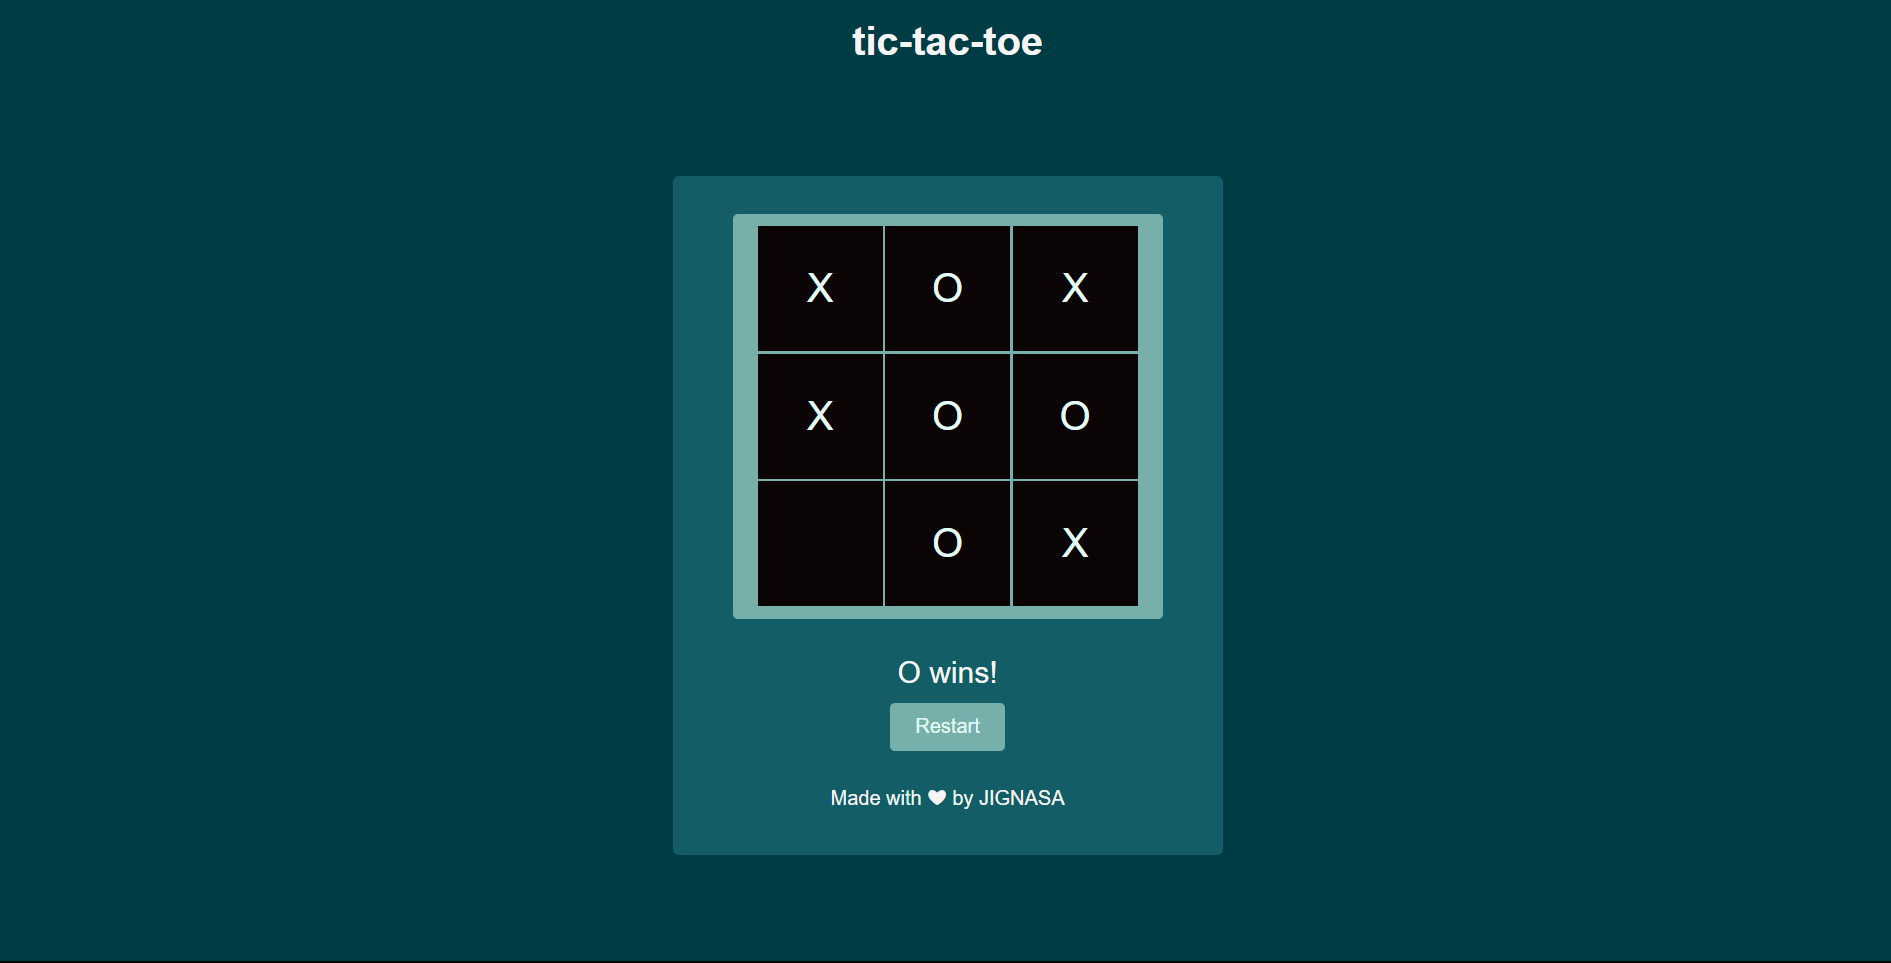 tic-tac-toe
X O X
X O O
O X
O wins!
Restart
Made with ♥ by JIGNASA